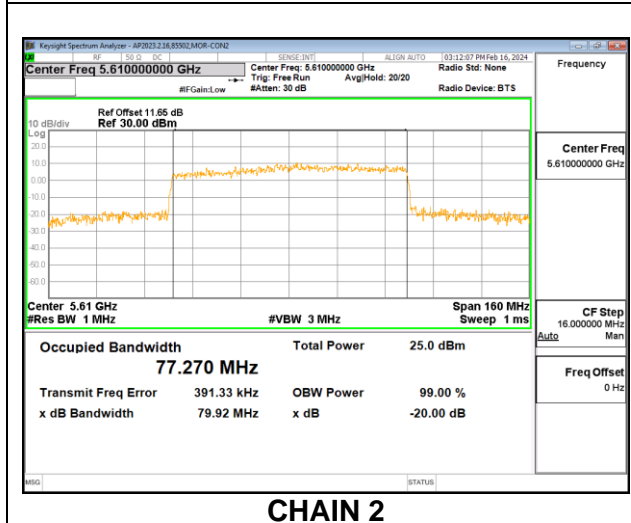 Keysight Spectrum Analyzer - AP2023.2.16,85502,MOR-CON2
RF 50 Ω DC SENSE:INT ALIGN AUTO 03:12:07 PM Feb 16, 2024
Center Freq 5.610000000 GHz
Center Freq: 5.610000000 GHz
Radio Std: None
Trig: Free Run Avg|Hold: 20/20
#IFGain:Low #Atten: 30 dB Radio Device: BTS
Frequency
Ref Offset 11.65 dB
10 dB/div Ref 30.00 dBm
Log
20.0
10.0
0.00
-10.0
-20.0
-30.0
-40.0
-50.0
-60.0
Center 5.61 GHz Span 160 MHz
#Res BW 1 MHz #VBW 3 MHz Sweep 1 ms
Center Freq
5.610000000 GHz
CF Step
16.000000 MHz
Auto Man
Freq Offset
0 Hz
Occupied Bandwidth Total Power 25.0 dBm
77.270 MHz
Transmit Freq Error 391.33 kHz OBW Power 99.00 %
x dB Bandwidth 79.92 MHz x dB -20.00 dB
MSG STATUS
CHAIN 2